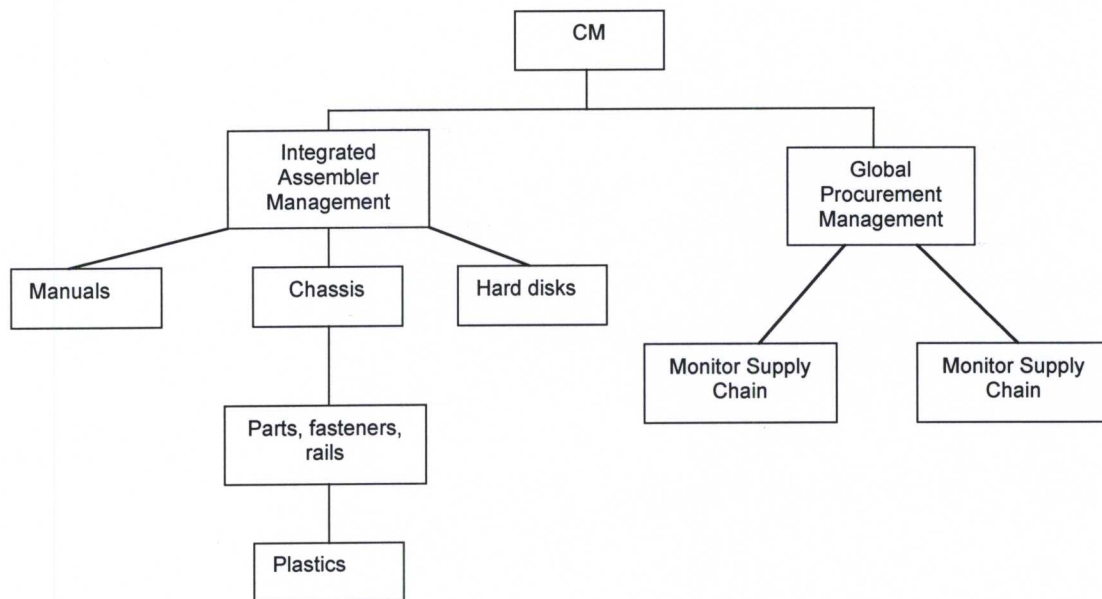 CM
Integrated
Assembler
Management
Global
Procurement
Management
Manuals
Chassis
Hard disks
Monitor Supply
Chain
Monitor Supply
Chain
Parts, fasteners,
rails
Plastics